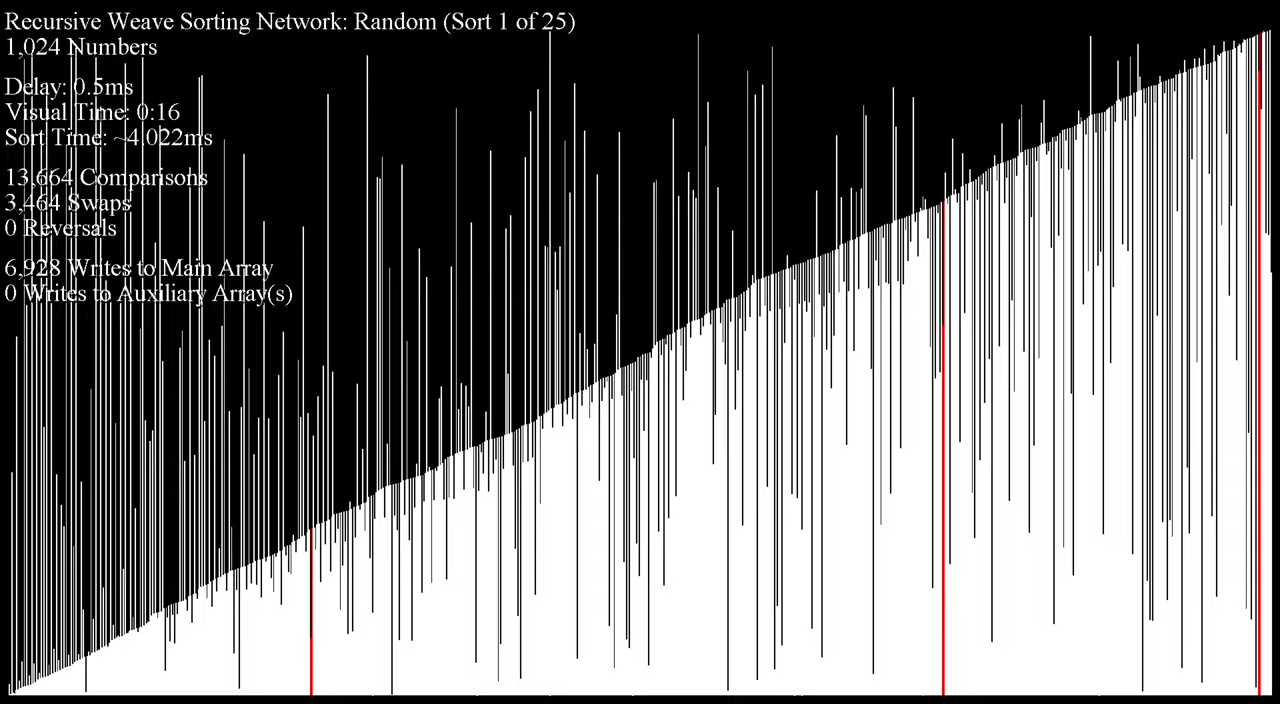 Recursive Weave Sorting Network: Random (Sort 1 of 25)
1,024 Numbers
Delay: 0.5ms
Visual Time: 0:16
Sort Time: ~4.022ms
13,664 Comparisons
3,464 Swaps
0 Reversals
6,928 Writes to Main Array
0 Writes to Auxiliary Array(s)